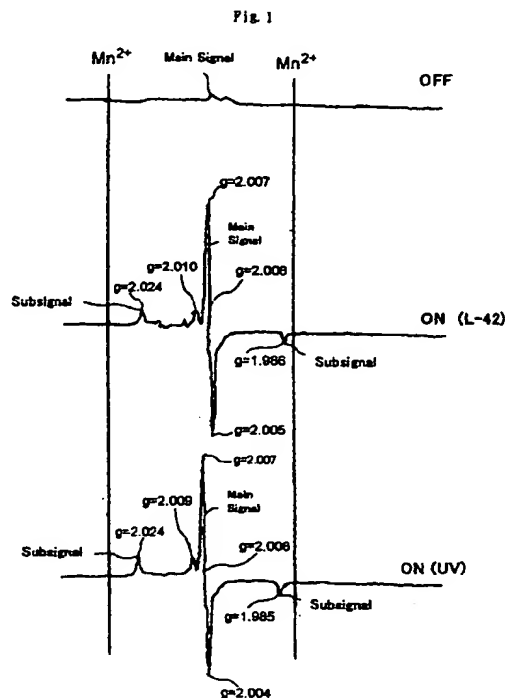 Fig. 1
Mn2+
Main Signal
Mn2+
OFF
g=2.007
Main
Signal
g=2.010
g=2.024
g=2.008
Subsignal
ON (L-42)
g=1.986
Subsignal
g=2.005
g=2.007
g=2.009
Main
Signal
g=2.024
g=2.006
Subsignal
ON (UV)
g=1.985
Subsignal
g=2.004